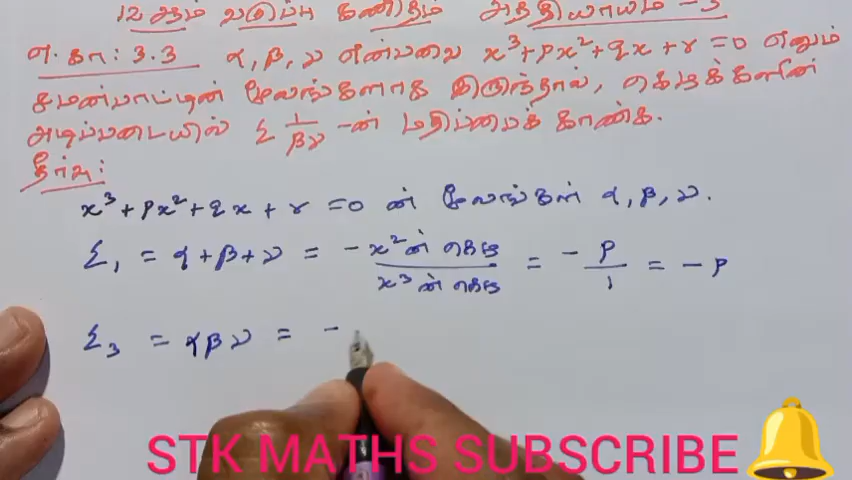 12 ஆம் வகுப்பு கணிதம் அத்தியாயம் - 3
எ.கா: 3.3 α, β, γ என்பவை x³+px²+qx+r=0 எனும்
சமன்பாட்டின் மூலங்களாக இருந்தால், கெழுக்களின்
அடிப்படையில் Σ 1/βγ -ன் மதிப்பைக் காண்க.
தீர்வு:
x³+px²+qx+r=0 ன் மூலங்கள் α, β, γ.
Σ₁ = α+β+γ = - x²ன் கெழு / x³ ன் கெழு = - p/1 = - p
Σ₃ = αβγ = -
STK MATHS SUBSCRIBE